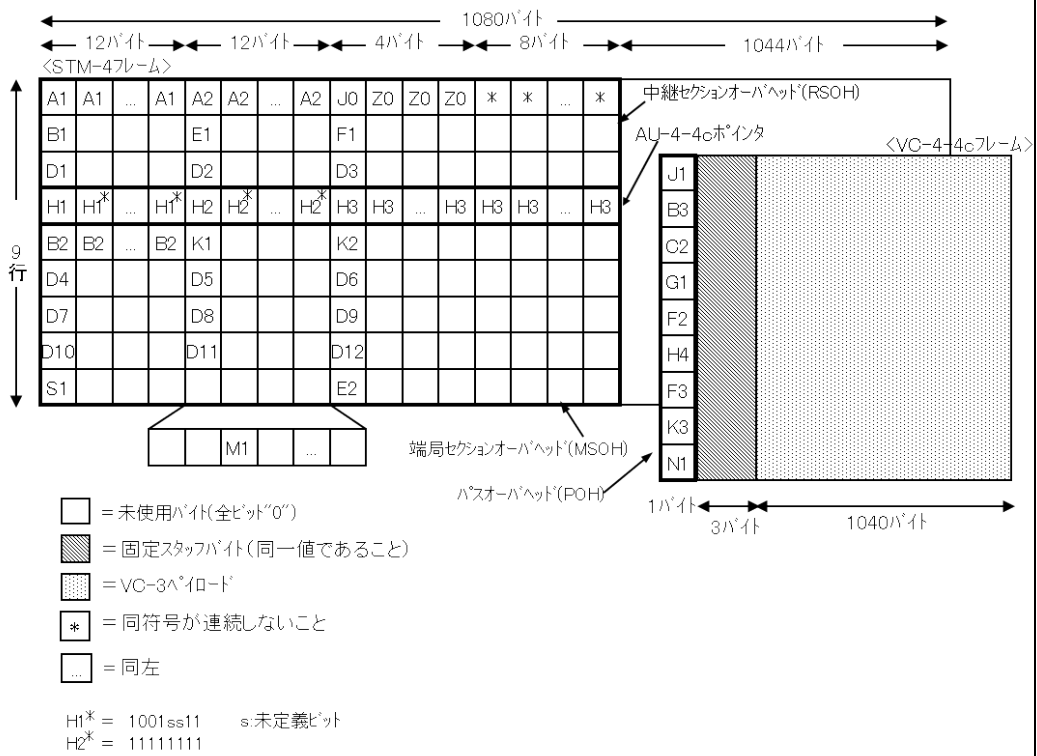 1080バイト
12バイト 12バイト 4バイト 8バイト 1044バイト
<STM-4フレーム>
A1 A1 ... A1 A2 A2 ... A2 J0 Z0 Z0 Z0 * * ... *
中継セクションオーバヘッド(RSOH)
B1 E1 F1
AU-4-4cポインタ
<VC-4-4cフレーム>
D1 D2 D3
H1 H1* ... H1* H2 H2* ... H2* H3 H3 ... H3 H3 H3 ... H3
B2 B2 ... B2 K1 K2
9
行
D4 D5 D6
D7 D8 D9
D10 D11 D12
S1 E2
M1 ...
J1
B3
C2
G1
F2
H4
F3
K3
N1
端局セクションオーバヘッド(MSOH)
パスオーバヘッド(POH)
1バイト
3バイト
1040バイト
=未使用バイト(全ビット"0")
=固定スタッフバイト(同一値であること)
=VC-3ペイロード
* =同符号が連続しないこと
... =同左
H1* = 1001ss11 s:未定義ビット
H2* = 11111111